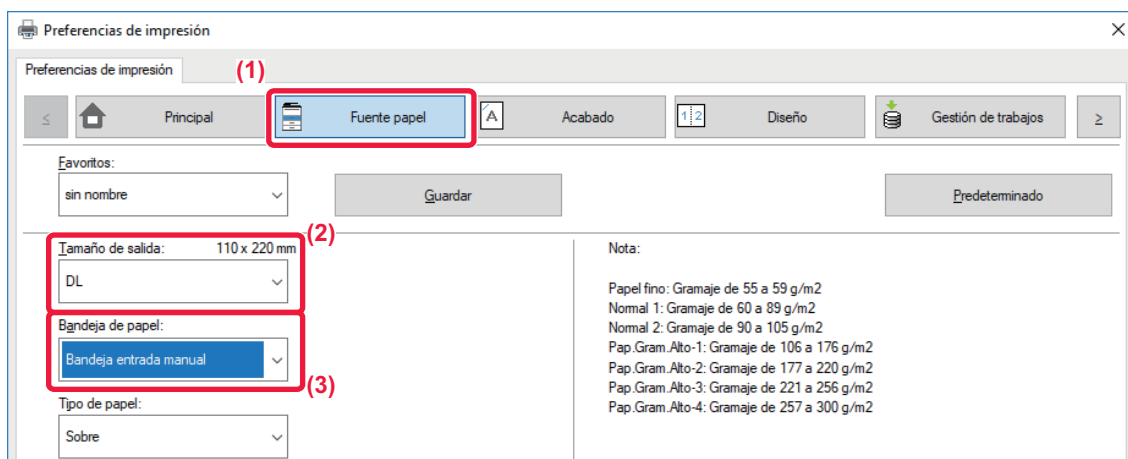 Preferencias de impresión
Preferencias de impresión
(1)
< Principal Fuente papel A Acabado 1 2 Diseño Gestión de trabajos >
Favoritos:
sin nombre Guardar Predeterminado
(2)
Tamaño de salida: 110 x 220 mm
DL
Bandeja de papel:
Bandeja entrada manual
(3)
Tipo de papel:
Sobre
Nota:
Papel fino: Gramaje de 55 a 59 g/m2
Normal 1: Gramaje de 60 a 89 g/m2
Normal 2: Gramaje de 90 a 105 g/m2
Pap.Gram.Alto-1: Gramaje de 106 a 176 g/m2
Pap.Gram.Alto-2: Gramaje de 177 a 220 g/m2
Pap.Gram.Alto-3: Gramaje de 221 a 256 g/m2
Pap.Gram.Alto-4: Gramaje de 257 a 300 g/m2